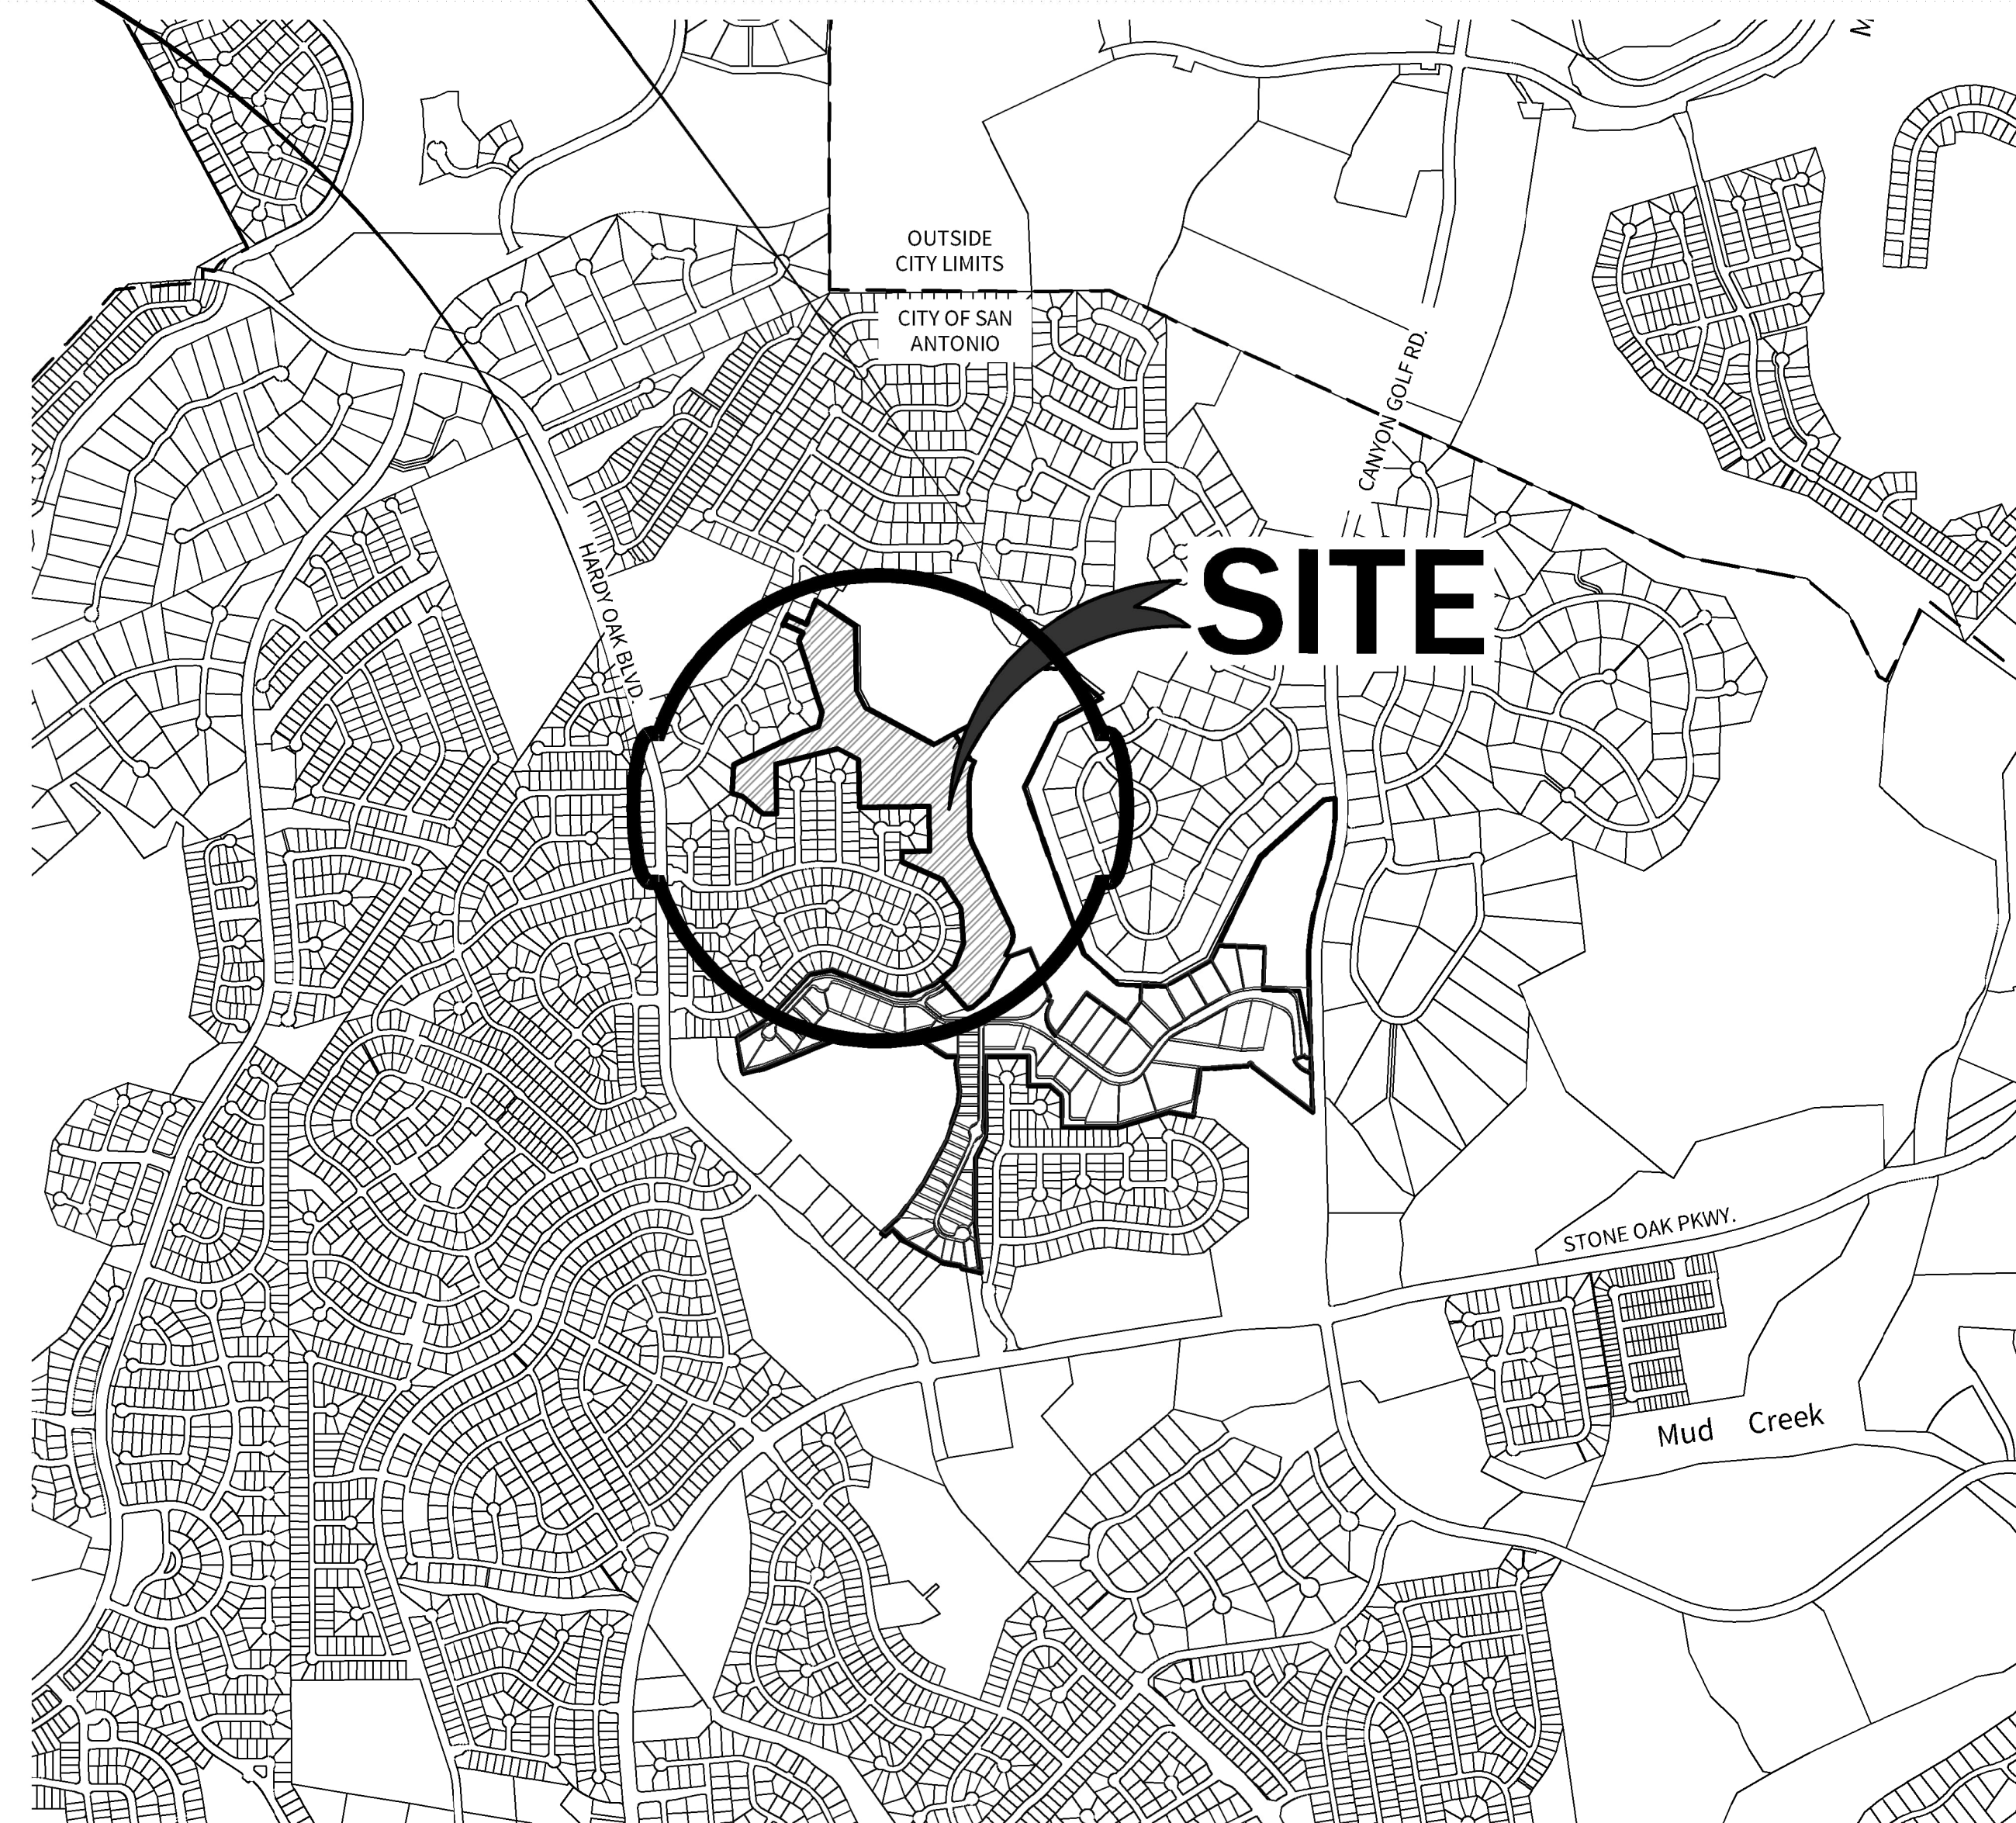 OUTSIDE
CITY LIMITS
CITY OF SAN
ANTONIO
CANYON GOLF RD.
HARDY OAK BLVD.
SITE
STONE OAK PKWY.
Mud Creek